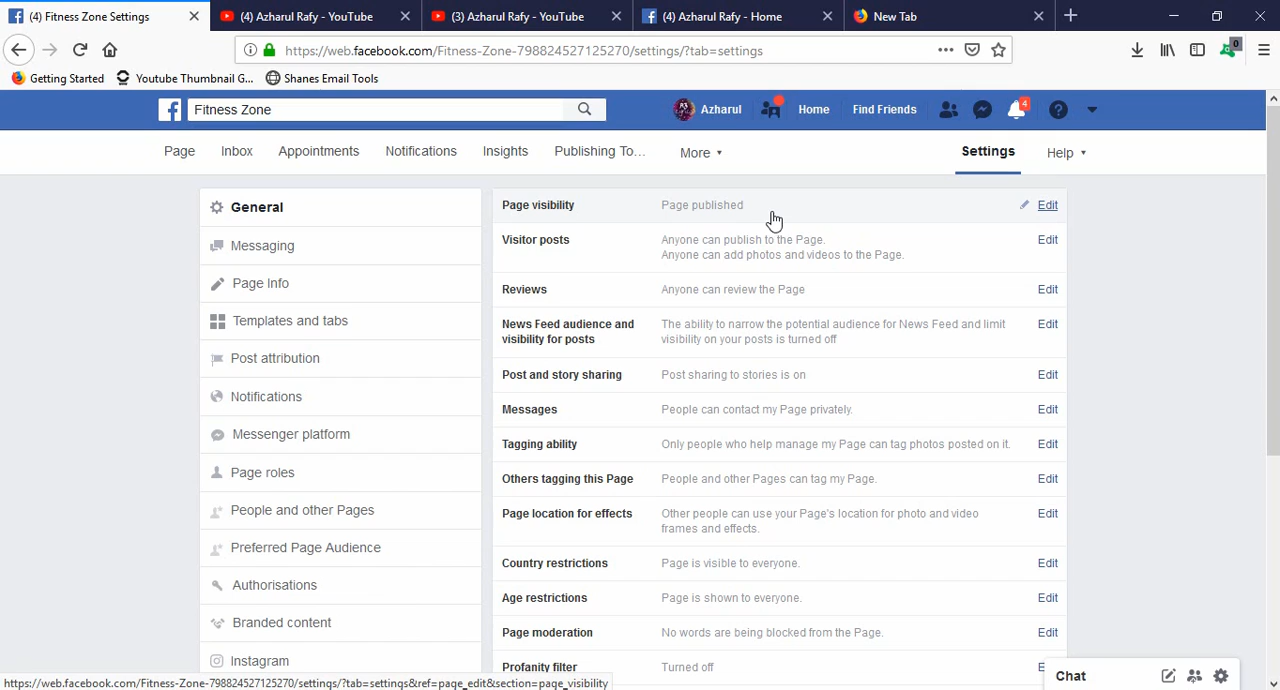 (4) Fitness Zone Settings
(4) Azharul Rafy - YouTube
(3) Azharul Rafy - YouTube
(4) Azharul Rafy - Home
New Tab
https://web.facebook.com/Fitness-Zone-798824527125270/settings/?tab=settings
0
Getting Started
Youtube Thumbnail G...
Shanes Email Tools
Fitness Zone
Azharul
Home
Find Friends
4
Page
Inbox
Appointments
Notifications
Insights
Publishing To...
More
Settings
Help
General
Messaging
Page Info
Templates and tabs
Post attribution
Notifications
Messenger platform
Page roles
People and other Pages
Preferred Page Audience
Authorisations
Branded content
Instagram
Page visibility Page published Edit
Visitor posts Anyone can publish to the Page. Edit
Anyone can add photos and videos to the Page.
Reviews Anyone can review the Page Edit
News Feed audience and The ability to narrow the potential audience for News Feed and limit Edit
visibility for posts visibility on your posts is turned off
Post and story sharing Post sharing to stories is on Edit
Messages People can contact my Page privately. Edit
Tagging ability Only people who help manage my Page can tag photos posted on it. Edit
Others tagging this Page People and other Pages can tag my Page. Edit
Page location for effects Other people can use your Page's location for photo and video Edit
frames and effects.
Country restrictions Page is visible to everyone. Edit
Age restrictions Page is shown to everyone. Edit
Page moderation No words are being blocked from the Page. Edit
Profanity filter Turned off
Chat
https://web.facebook.com/Fitness-Zone-798824527125270/settings/?tab=settings&ref=page_edit&section=page_visibility